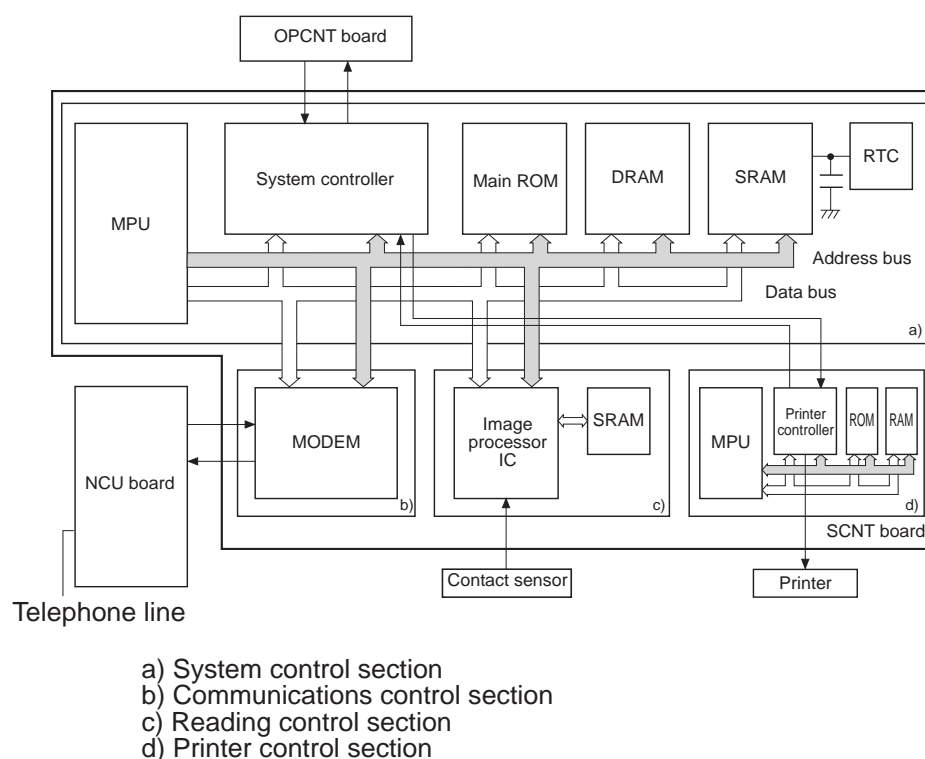 OPCNT board
System controller
Main ROM
DRAM
SRAM
RTC
MPU
Address bus
Data bus
a)
NCU board
MODEM
b)
Image
processor
IC
SRAM
c)
MPU
Printer
controller
ROM
RAM
d)
SCNT board
Contact sensor
Printer
Telephone line
a) System control section
b) Communications control section
c) Reading control section
d) Printer control section